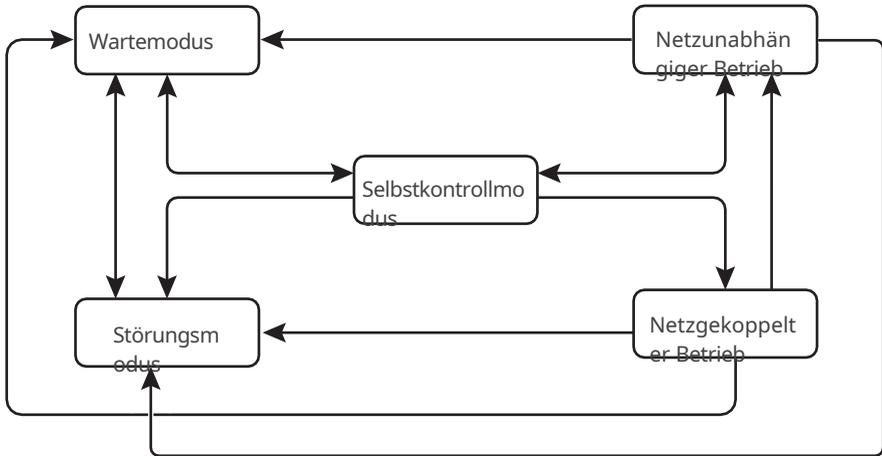 Wartemodus
Netzunabhän
giger Betrieb
Selbstkontrollmo
dus
Störungsm
odus
Netzgekoppelt
er Betrieb